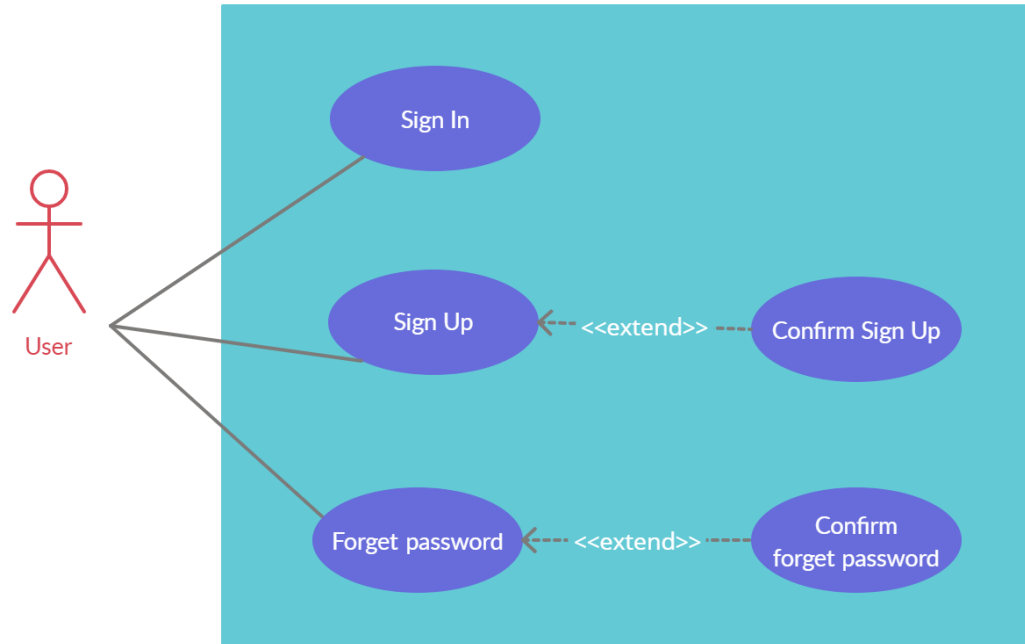 Sign In
User
Sign Up
<<extend>>
Confirm Sign Up
Forget password
<<extend>>
Confirm
forget password